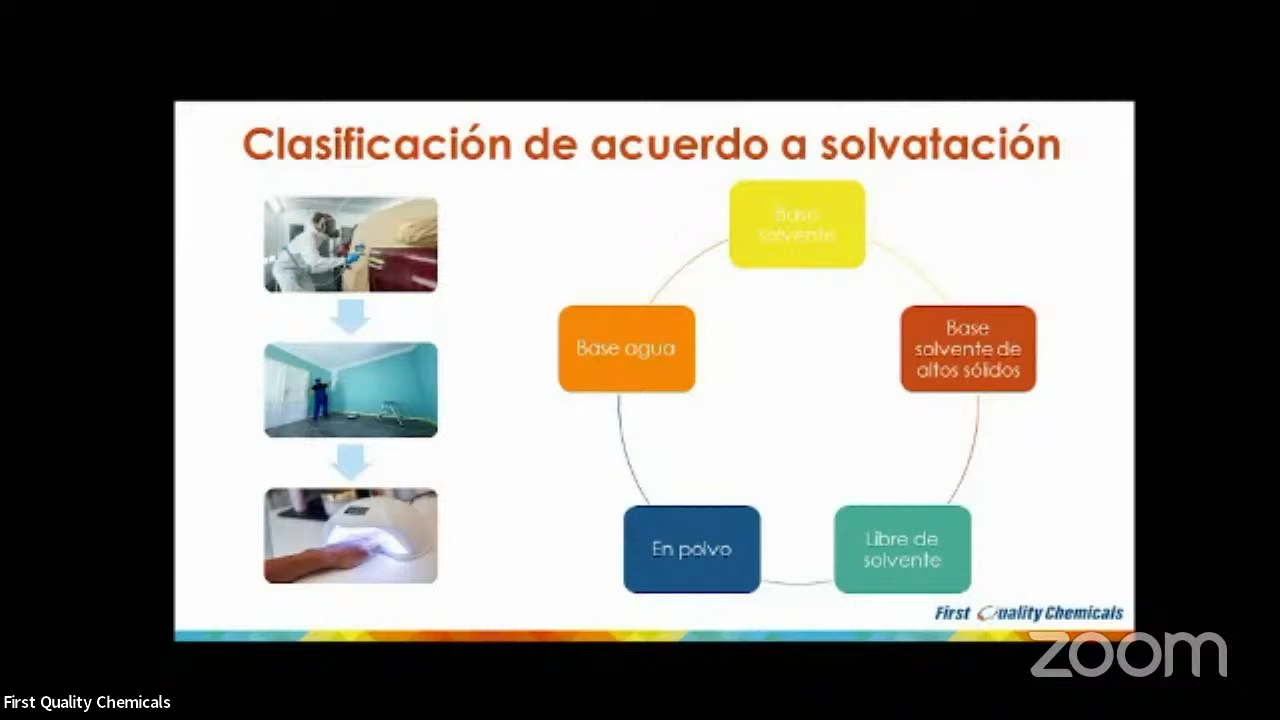 Clasificación de acuerdo a solvatación
Base
solvente
Base agua
Base
solvente de
altos sólidos
En polvo
Libre de
solvente
First Quality Chemicals
zoom
First Quality Chemicals